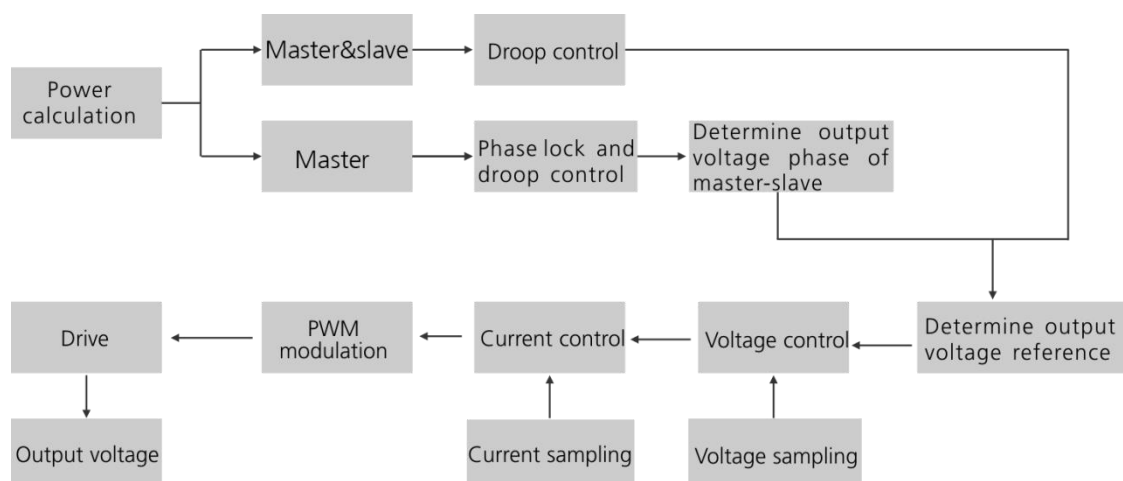 Power
calculation
Master&slave
Droop control
Master
Phase lock and
droop control
Determine output
voltage phase of
master-slave
Drive
PWM
modulation
Current control
Voltage control
Determine output
voltage reference
Output voltage
Current sampling
Voltage sampling